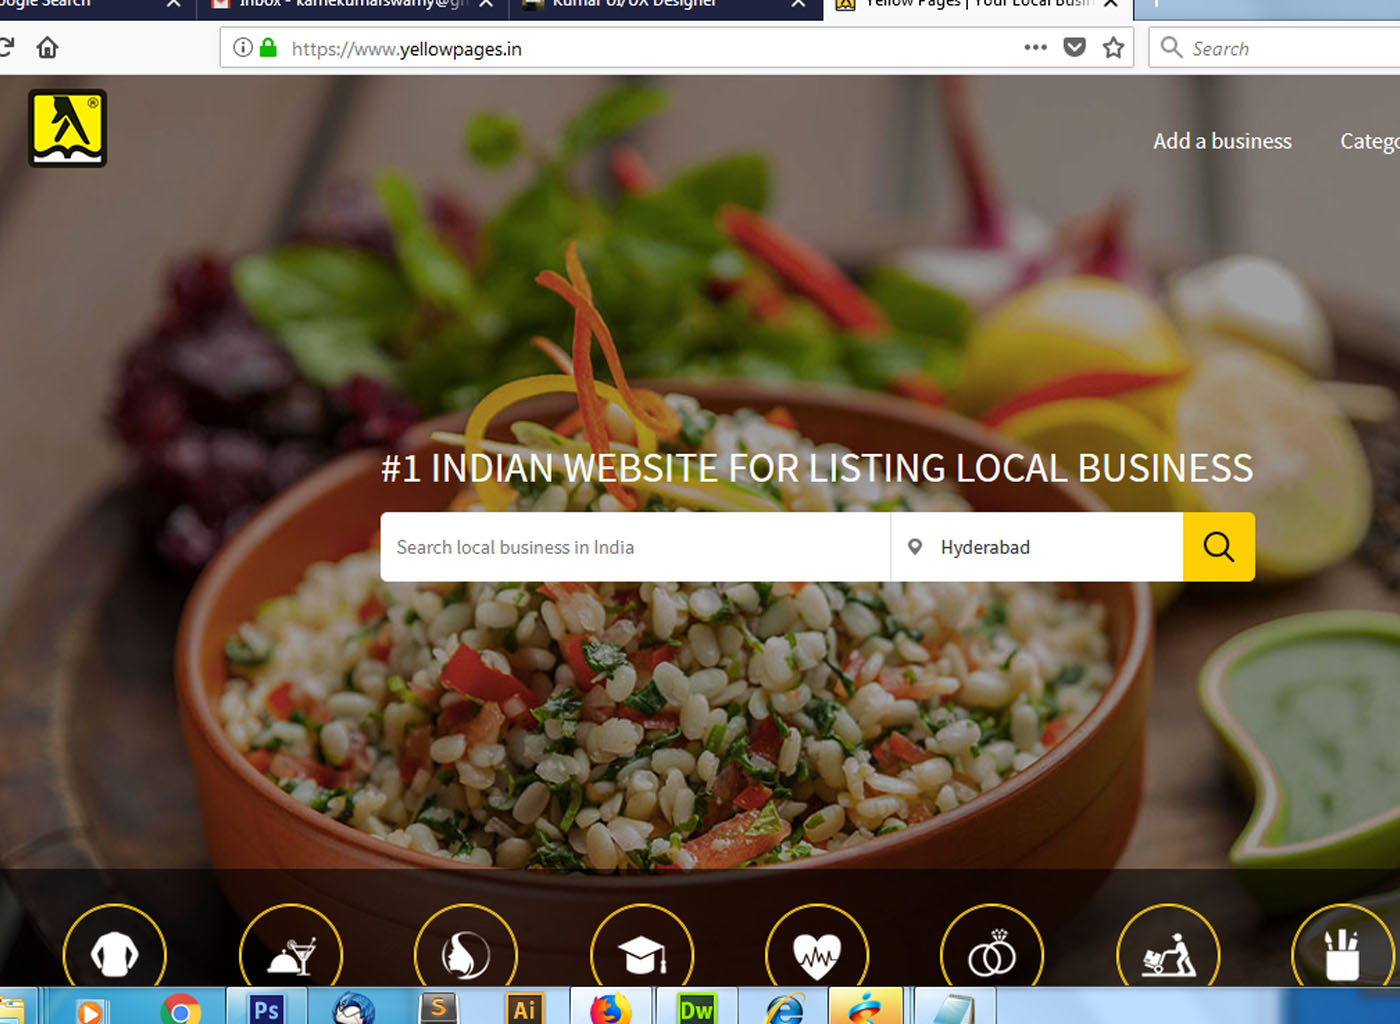 oogle Search
Inbox - kamekumarswamy@gm
Kumar UI/UX Designer
Yellow Pages | Your Local Busin
https://www.yellowpages.in
Search
Add a business
Catego
#1 INDIAN WEBSITE FOR LISTING LOCAL BUSINESS
Search local business in India
Hyderabad
Ps
S
Ai
Dw